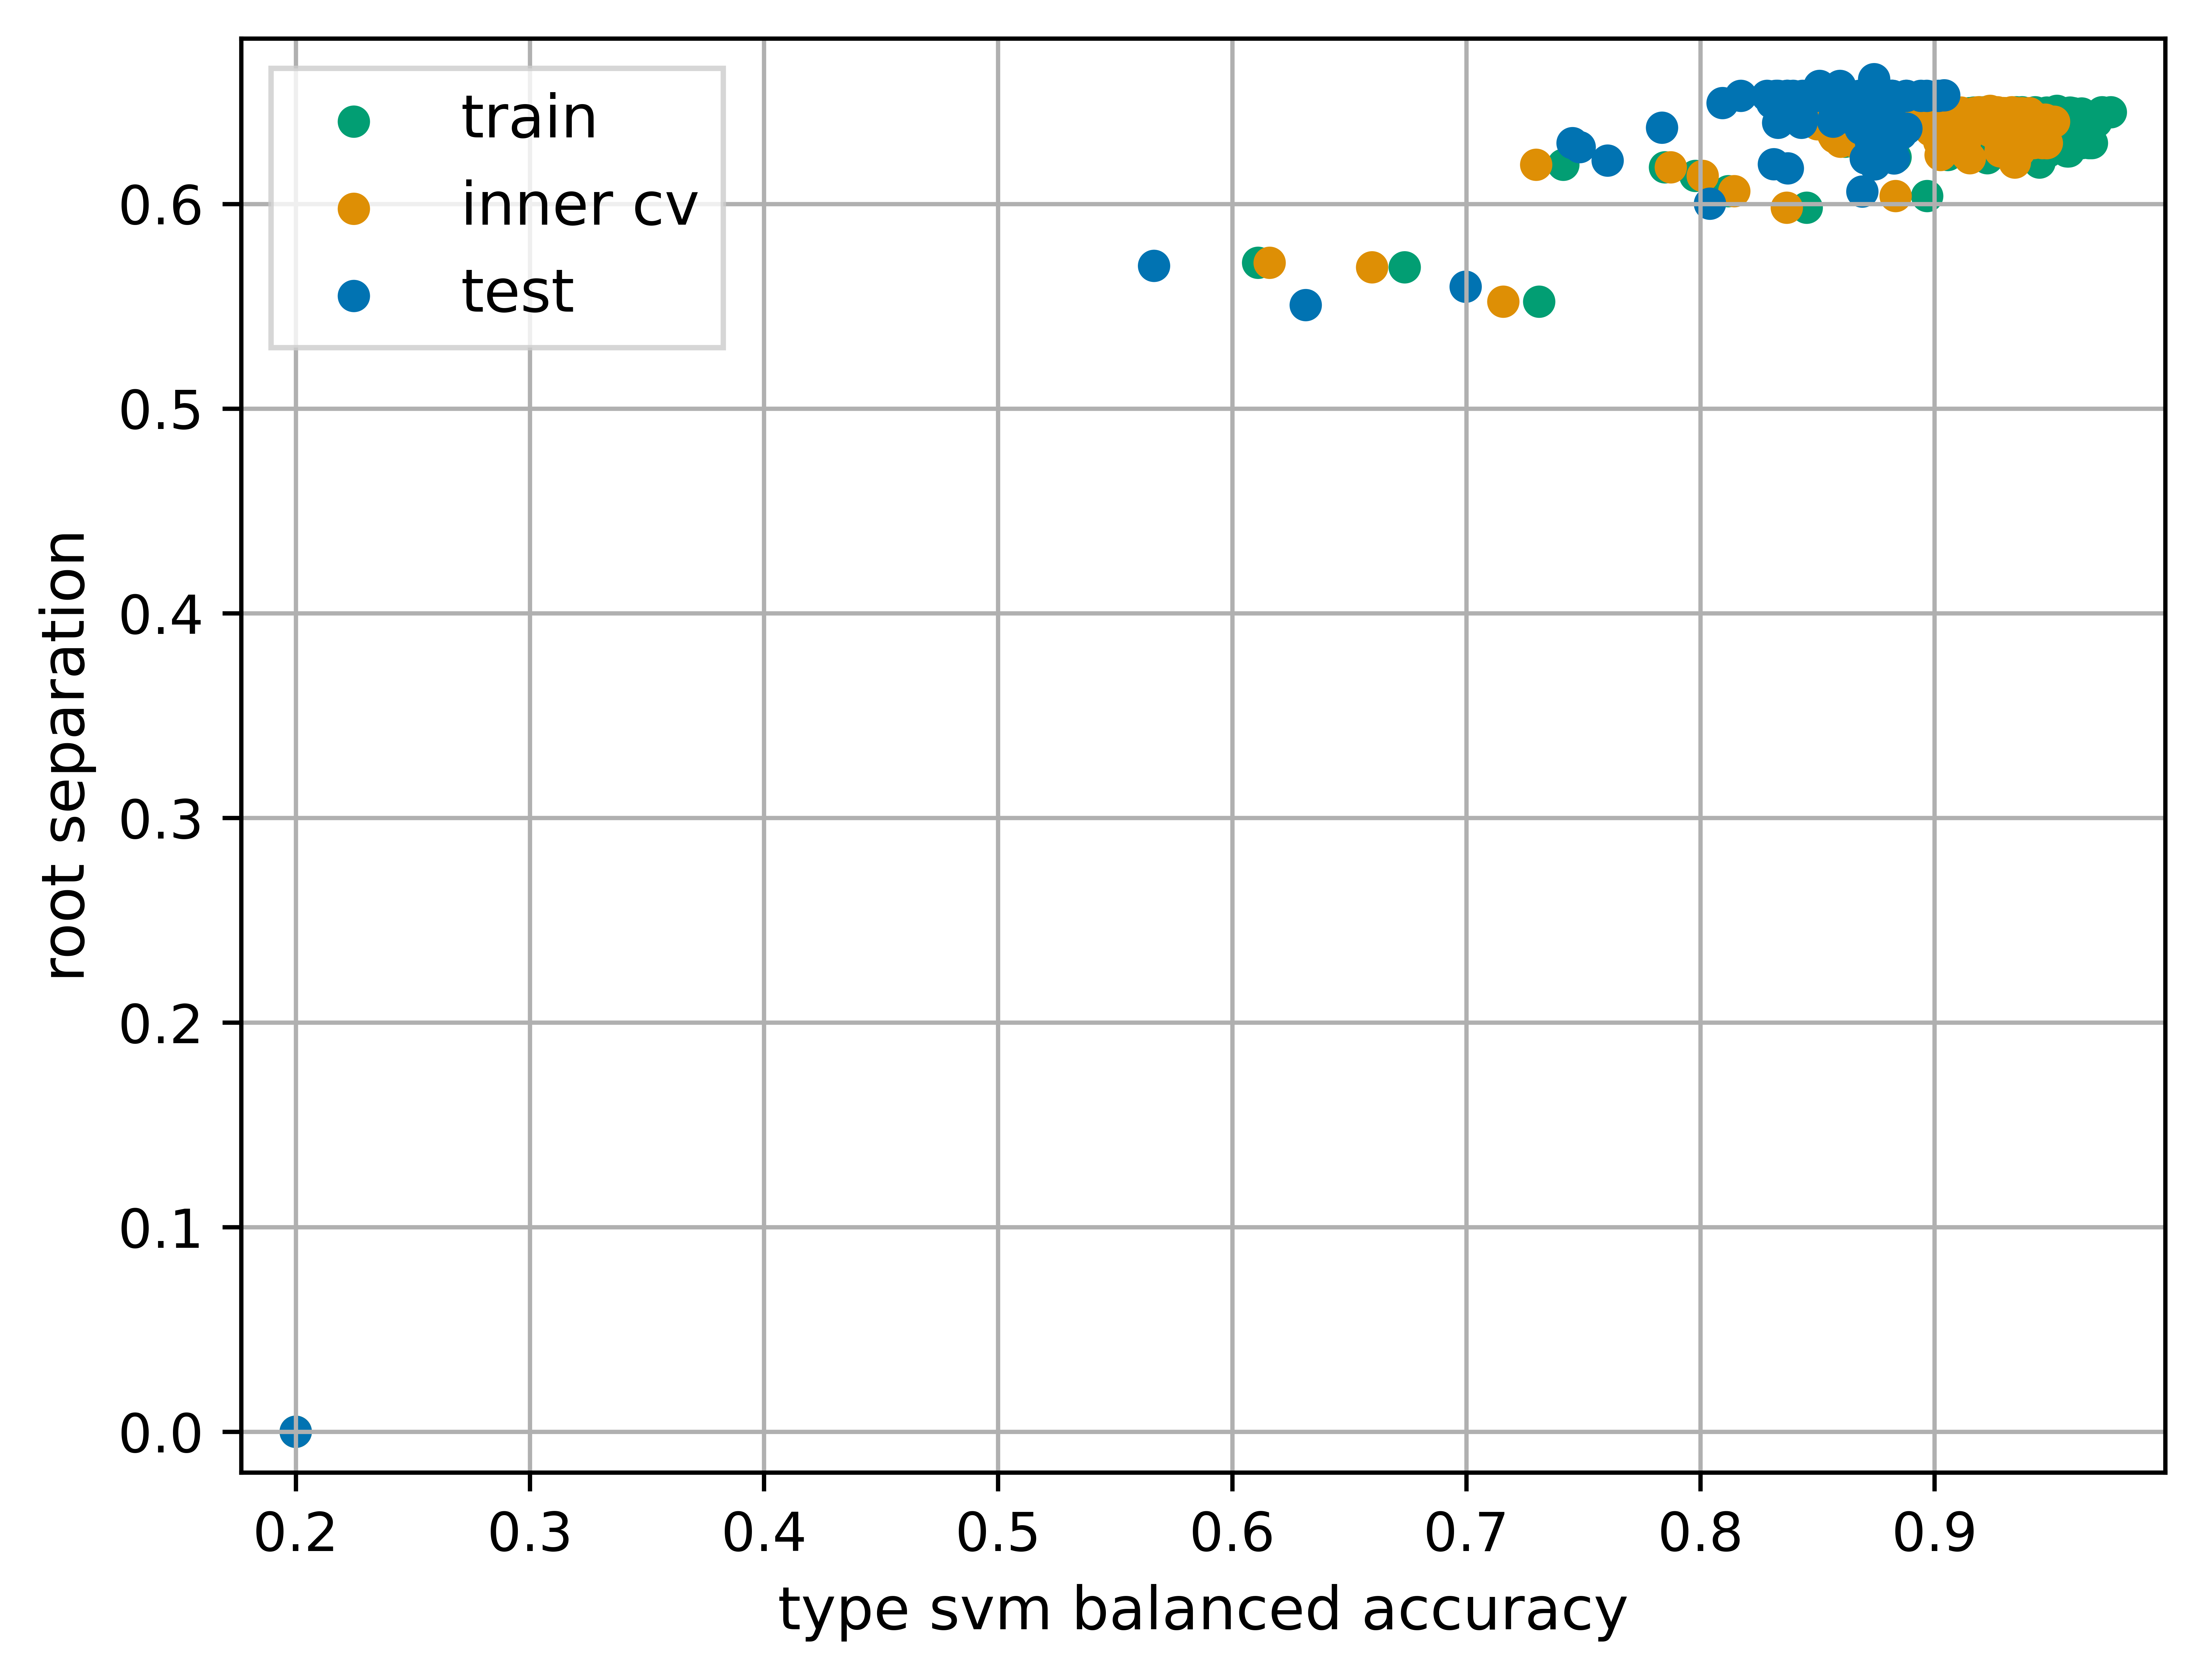 train
inner cv
test
root separation
0.6
0.5
0.4
0.3
0.2
0.1
0.0
0.2 0.3 0.4 0.5 0.6 0.7 0.8 0.9
type svm balanced accuracy